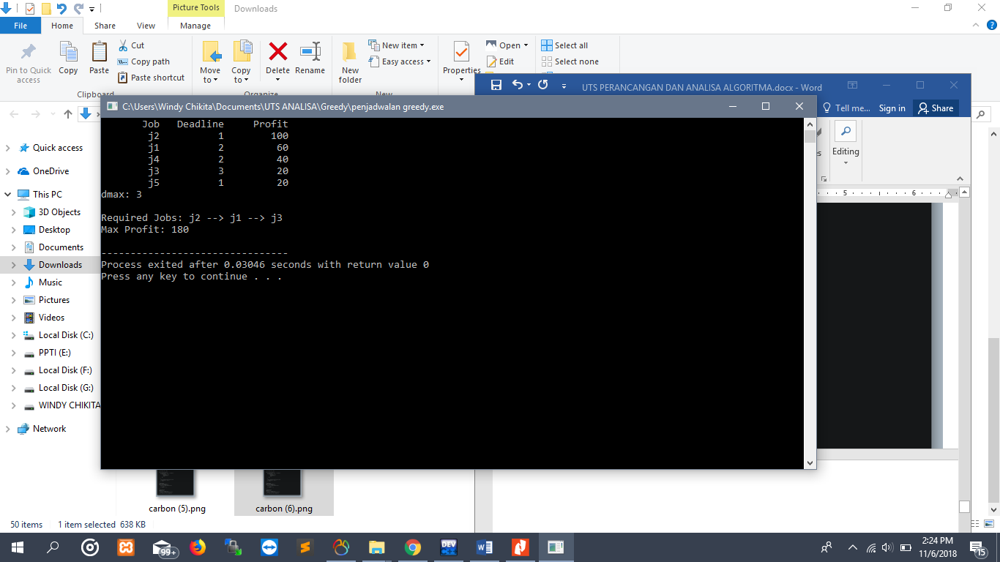 Picture Tools
Downloads
File Home Share View Manage
Pin to Quick access
Copy
Paste
Cut
Copy path
Paste shortcut
Clipboard
Move to
Copy to
Delete
Rename
Organize
New folder
New item
Easy access
New
Properties
Open
Edit
Select all
Select none
UTS PERANCANGAN DAN ANALISA ALGORITMA.docx - Word
Tell me... Sign in Share
Editing
5 6
C:\Users\Windy Chikita\Documents\UTS ANALISA\Greedy\penjadwalan greedy.exe
Job Deadline Profit
j2 1 100
j1 2 60
j4 2 40
j3 3 20
j5 1 20
dmax: 3
Required Jobs: j2 --> j1 --> j3
Max Profit: 180
--------------------------------
Process exited after 0.03046 seconds with return value 0
Press any key to continue . . .
Quick access
OneDrive
This PC
3D Objects
Desktop
Documents
Downloads
Music
Pictures
Videos
Local Disk (C:)
PPTI (E:)
Local Disk (F:)
Local Disk (G:)
WINDY CHIKITA
Network
carbon (5).png
carbon (6).png
50 items 1 item selected 638 KB
99+
DEV
2:24 PM
11/6/2018
15